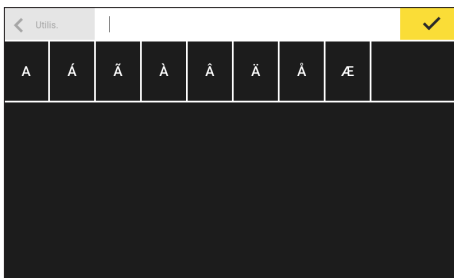 Utilis.
A Á Ã À Â Ä Å Æ